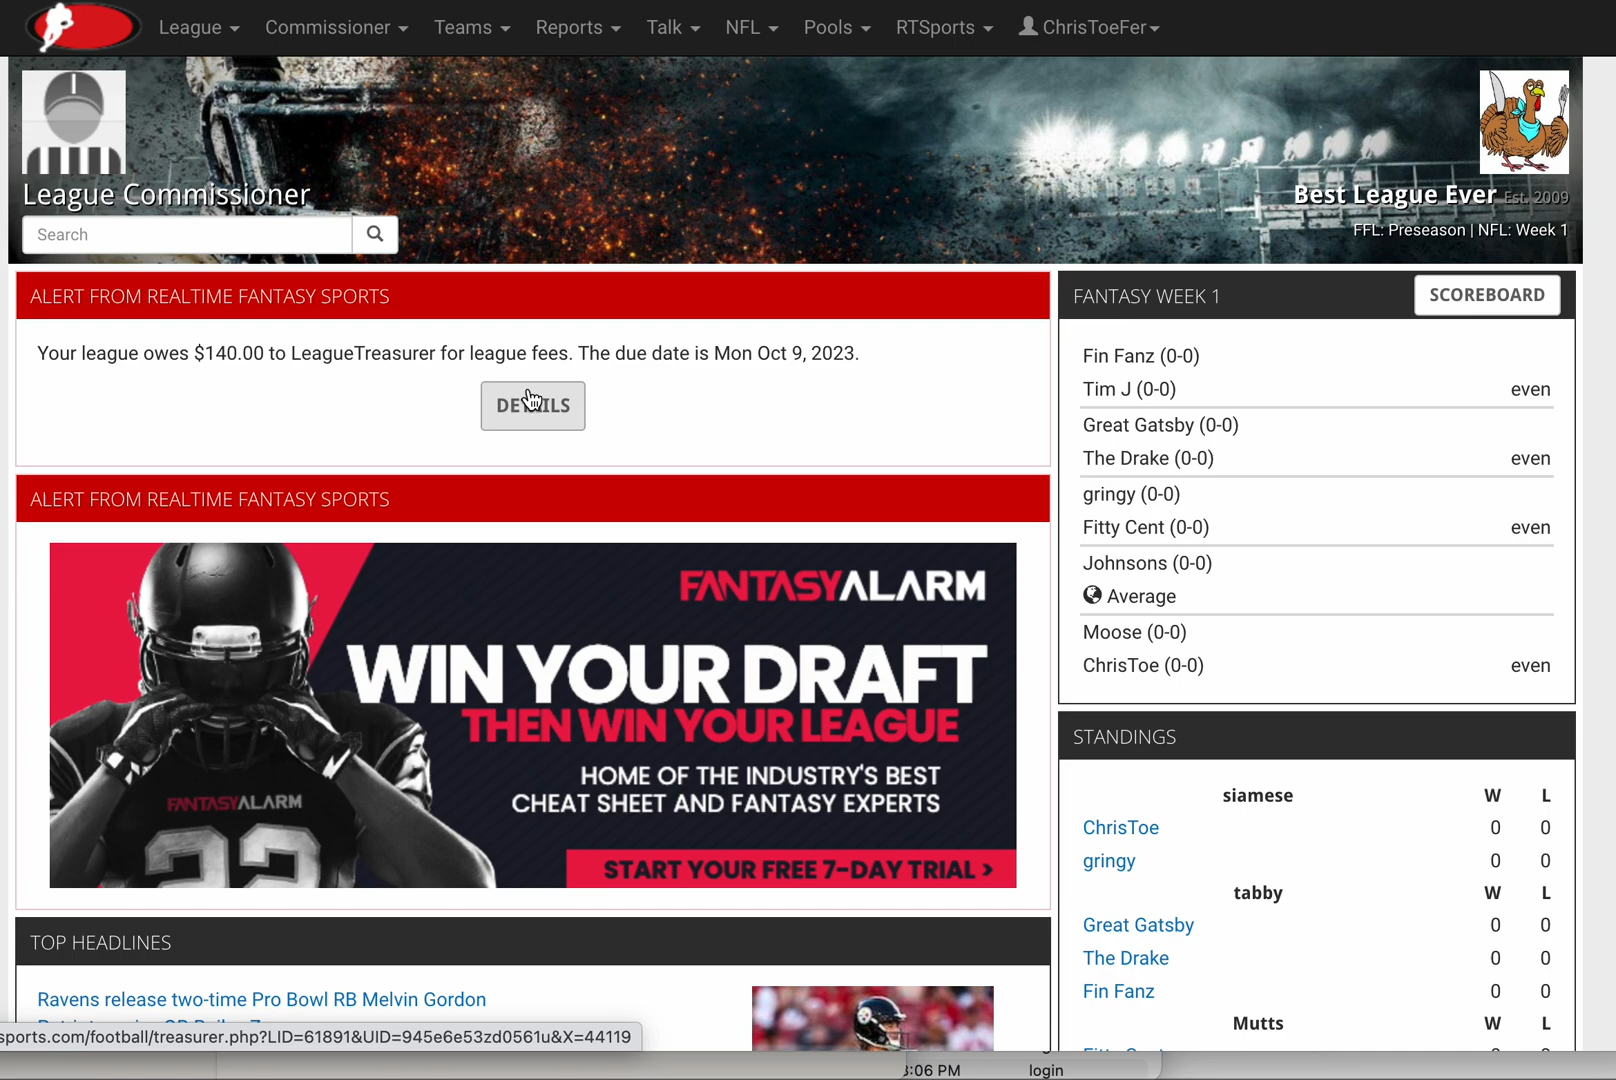 League
Commissioner
Teams
Reports
Talk
NFL
Pools
RTSports
ChrisToeFer
League Commissioner
Search
Best League Ever Est. 2009
FFL: Preseason | NFL: Week 1
ALERT FROM REALTIME FANTASY SPORTS
Your league owes $140.00 to LeagueTreasurer for league fees. The due date is Mon Oct 9, 2023.
DETAILS
ALERT FROM REALTIME FANTASY SPORTS
FANTASYALARM
WIN YOUR DRAFT
THEN WIN YOUR LEAGUE
HOME OF THE INDUSTRY'S BEST
CHEAT SHEET AND FANTASY EXPERTS
FANTASYALARM
22
START YOUR FREE 7-DAY TRIAL >
TOP HEADLINES
Ravens release two-time Pro Bowl RB Melvin Gordon
sports.com/football/treasurer.php?LID=61891&UID=945e6e53zd0561u&X=44119
FANTASY WEEK 1
SCOREBOARD
Fin Fanz (0-0)
Tim J (0-0) even
Great Gatsby (0-0)
The Drake (0-0) even
gringy (0-0)
Fitty Cent (0-0) even
Johnsons (0-0)
Average
Moose (0-0)
ChrisToe (0-0) even
STANDINGS
siamese W L
ChrisToe 0 0
gringy 0 0
tabby W L
Great Gatsby 0 0
The Drake 0 0
Fin Fanz 0 0
Mutts W L
:06 PM
login